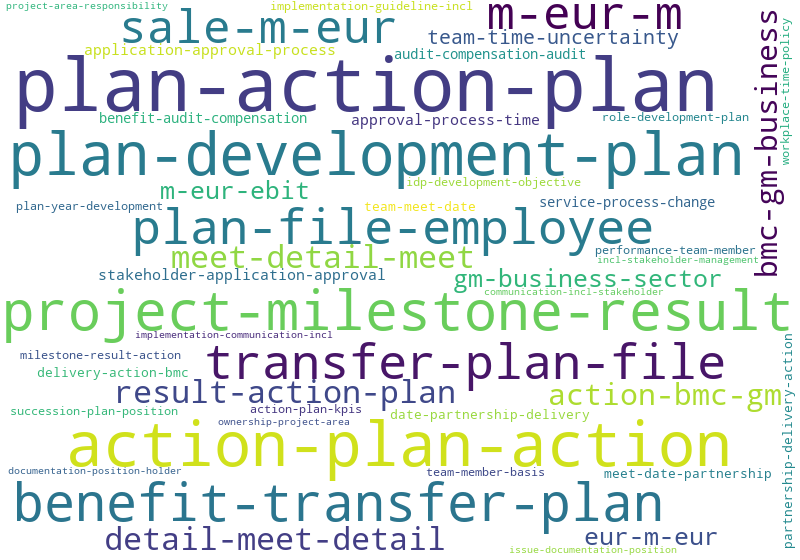 project-area-responsibility
implementation-guideline-incl
sale-m-eur
m-eur-m
team-time-uncertainty
application-approval-process
audit-compensation-audit
plan-action-plan
benefit-audit-compensation
approval-process-time
role-development-plan
bmc-gm-business
workplace-time-policy
plan-development-plan
m-eur-ebit
idp-development-objective
plan-year-development
team-meet-date
service-process-change
plan-file-employee
meet-detail-meet
performance-team-member
incl-stakeholder-management
stakeholder-application-approval
gm-business-sector
communication-incl-stakeholder
project-milestone-result
implementation-communication-incl
milestone-result-action
transfer-plan-file
delivery-action-bmc
result-action-plan
action-bmc-gm
partnership-delivery-action
succession-plan-position
action-plan-kpis
date-partnership-delivery
ownership-project-area
action-plan-action
documentation-position-holder
team-member-basis
meet-date-partnership
benefit-transfer-plan
detail-meet-detail
eur-m-eur
issue-documentation-position